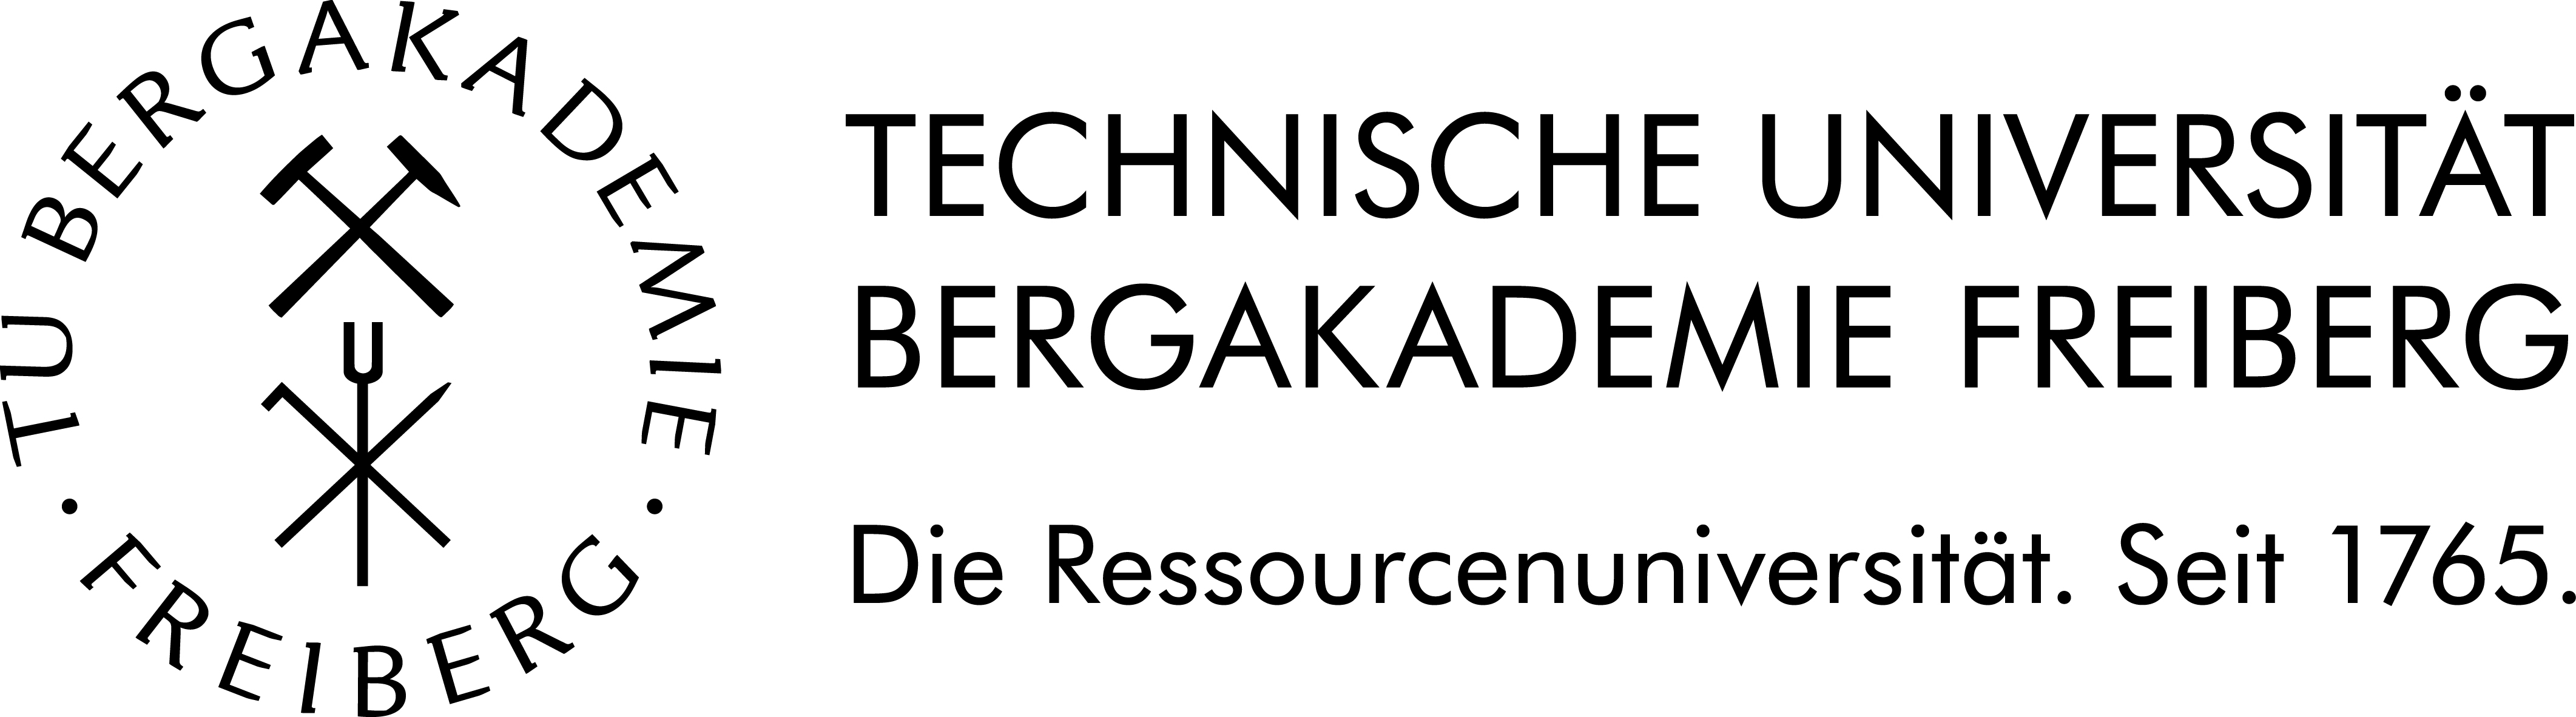 TU BERGAKADEMIE
· FREIBERG ·
TECHNISCHE UNIVERSITÄT
BERGAKADEMIE FREIBERG
Die Ressourcenuniversität. Seit 1765.